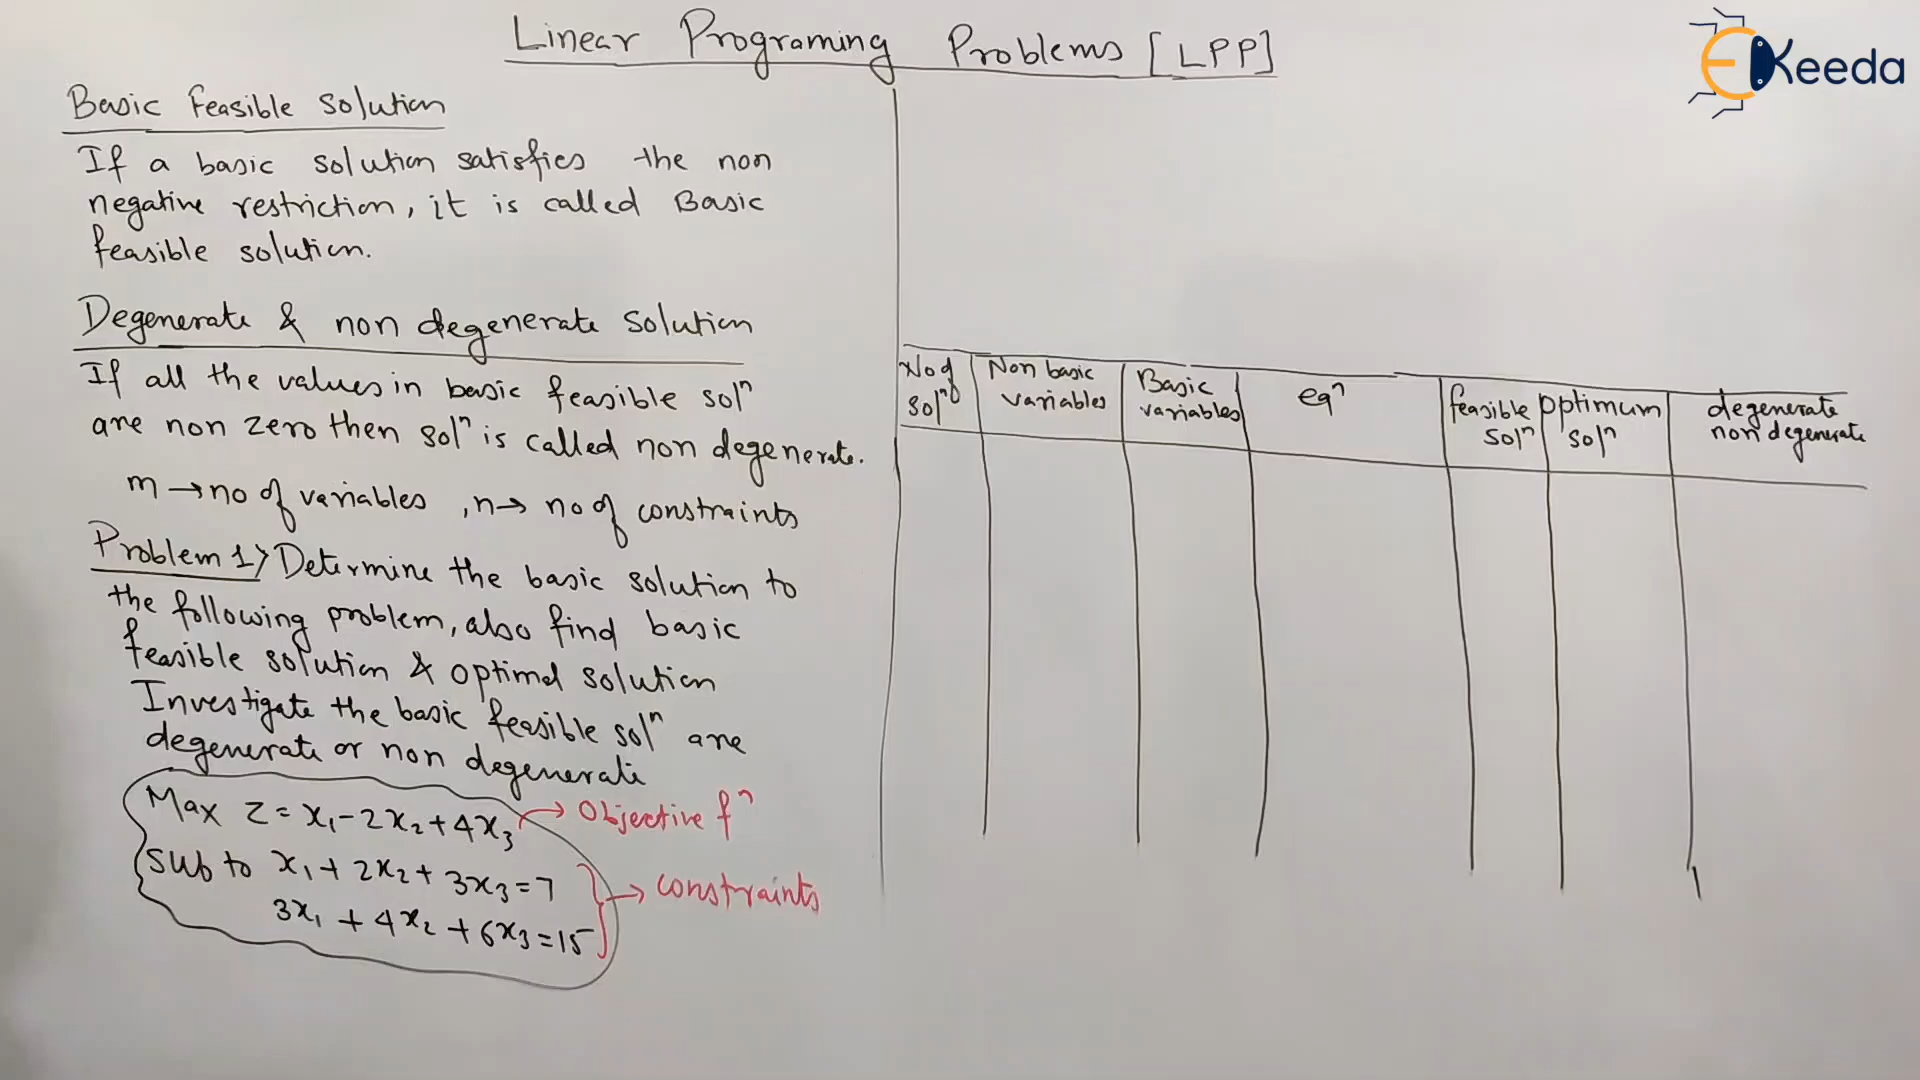 Linear Programing Problems [LPP]
EKeeda
Basic Feasible Solution
If a basic solution satisfies the non
negative restriction, it is called Basic
feasible solution.
Degenerate & non degenerate solution
If all the values in basic feasible solⁿ
are non zero then solⁿ is called non degenerate.
m → no of variables , n → no of constraints
Problem 1) Determine the basic solution to
the following problem, also find basic
feasible solution & optimal solution
Investigate the basic feasible solⁿ are
degenerate or non degenerate
Max Z = x₁ - 2x₂ + 4x₃ → Objective fⁿ
Sub to x₁ + 2x₂ + 3x₃ = 7
3x₁ + 4x₂ + 6x₃ = 15 → constraints
No of solⁿ
Non basic variables
Basic variables
eqⁿ
feasible solⁿ
optimum solⁿ
degenerate non degenerate